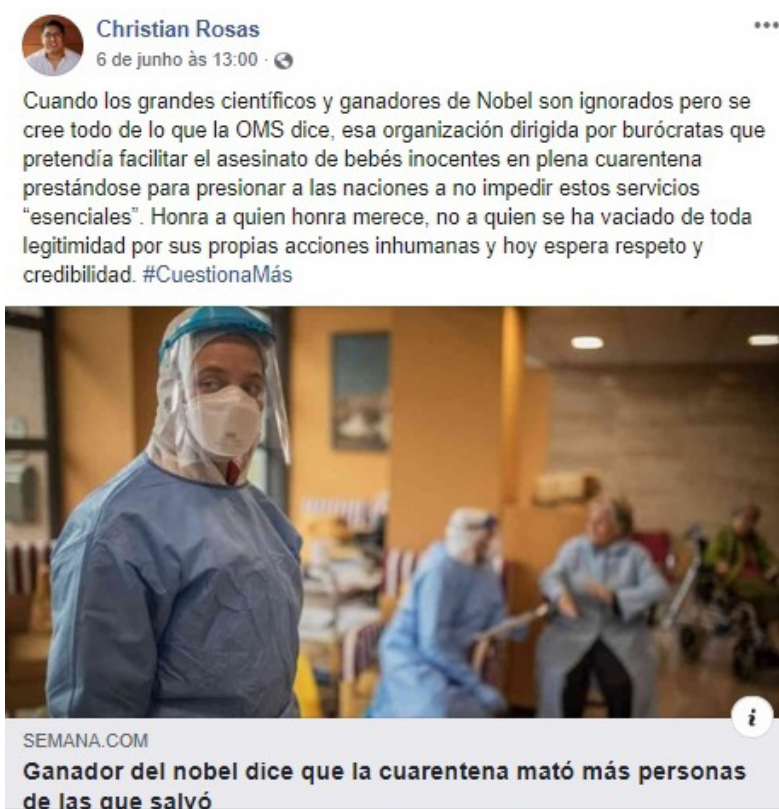 Christian Rosas
6 de junho às 13:00 ·
Cuando los grandes científicos y ganadores de Nobel son ignorados pero se
cree todo de lo que la OMS dice, esa organización dirigida por burócratas que
pretendía facilitar el asesinato de bebés inocentes en plena cuarentena
prestándose para presionar a las naciones a no impedir estos servicios
“esenciales”. Honra a quien honra merece, no a quien se ha vaciado de toda
legitimidad por sus propias acciones inhumanas y hoy espera respeto y
credibilidad. #CuestionaMás
i
SEMANA.COM
Ganador del nobel dice que la cuarentena mató más personas
de las que salvó